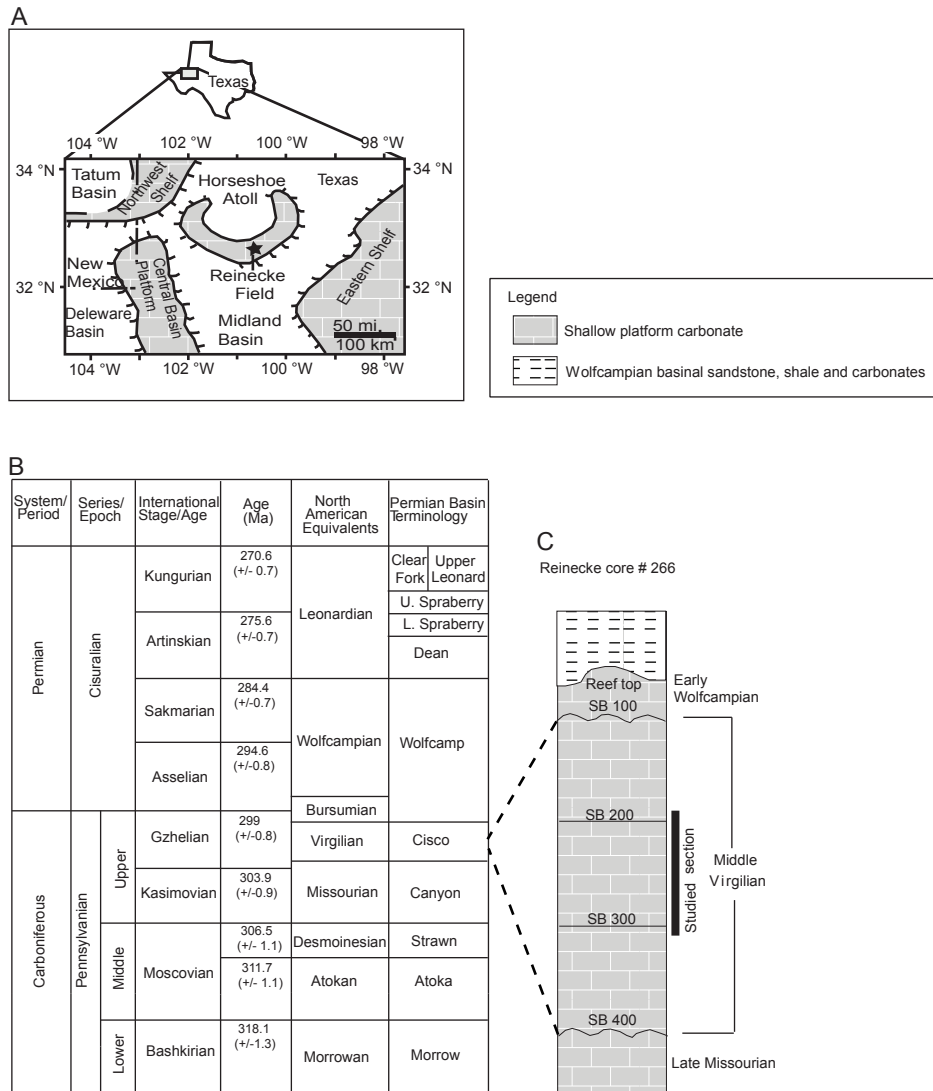 A
Texas
104 °W 102 °W 100 °W 98 °W
34 °N 34 °N
Tatum
Basin
Northwest
Shelf
Horseshoe
Atoll
Texas
New
Mexico
Central Basin
Platform
Reinecke
Field
Eastern Shelf
32 °N 32 °N
Deleware
Basin
Midland
Basin
50 mi.
100 km
104 °W 102 °W 100 °W 98 °W
Legend
Shallow platform carbonate
Wolfcampian basinal sandstone, shale and carbonates
B
System/
Period
Series/
Epoch
International
Stage/Age
Age
(Ma)
North
American
Equivalents
Permian Basin
Terminology
Permian
Cisuralian
Kungurian
270.6
(+/- 0.7)
Leonardian
Clear
Fork
Upper
Leonard
U. Spraberry
L. Spraberry
Dean
Artinskian
275.6
(+/-0.7)
Sakmarian
284.4
(+/-0.7)
Wolfcampian
Wolfcamp
Asselian
294.6
(+/-0.8)
Bursumian
Carboniferous
Pennsylvanian
Upper
Gzhelian
299
(+/-0.8)
Virgilian
Cisco
Kasimovian
303.9
(+/-0.9)
Missourian
Canyon
Middle
Moscovian
306.5
(+/- 1.1)
Desmoinesian
Strawn
311.7
(+/- 1.1)
Atokan
Atoka
Lower
Bashkirian
318.1
(+/-1.3)
Morrowan
Morrow
C
Reinecke core # 266
Reef top
Early
Wolfcampian
SB 100
SB 200
Studied section
Middle
Virgilian
SB 300
SB 400
Late Missourian